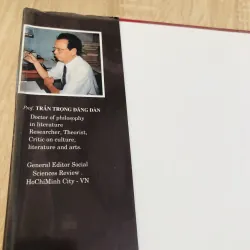 Prof. TRẦN TRỌNG ĐĂNG ĐÀN
Doctor of philosophy
in literature
Researcher, Theorist,
Critic on culture,
literature and arts.
General Editor Social
Sciences Review
HoChiMinh City - VN